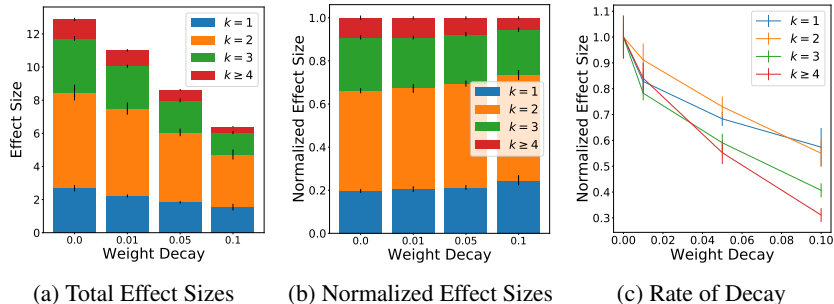 12
10
8
6
4
2
0
Effect Size
k = 1
k = 2
k = 3
k ≥ 4
0.0 0.01 0.05 0.1
Weight Decay
(a) Total Effect Sizes
1.0
0.8
0.6
0.4
0.2
0.0
Normalized Effect Size
k = 1
k = 2
k = 3
k ≥ 4
0.0 0.01 0.05 0.1
Weight Decay
(b) Normalized Effect Sizes
1.1
1.0
0.9
0.8
0.7
0.6
0.5
0.4
0.3
Normalized Effect Size
k = 1
k = 2
k = 3
k ≥ 4
0.00 0.02 0.04 0.06 0.08 0.10
Weight Decay
(c) Rate of Decay